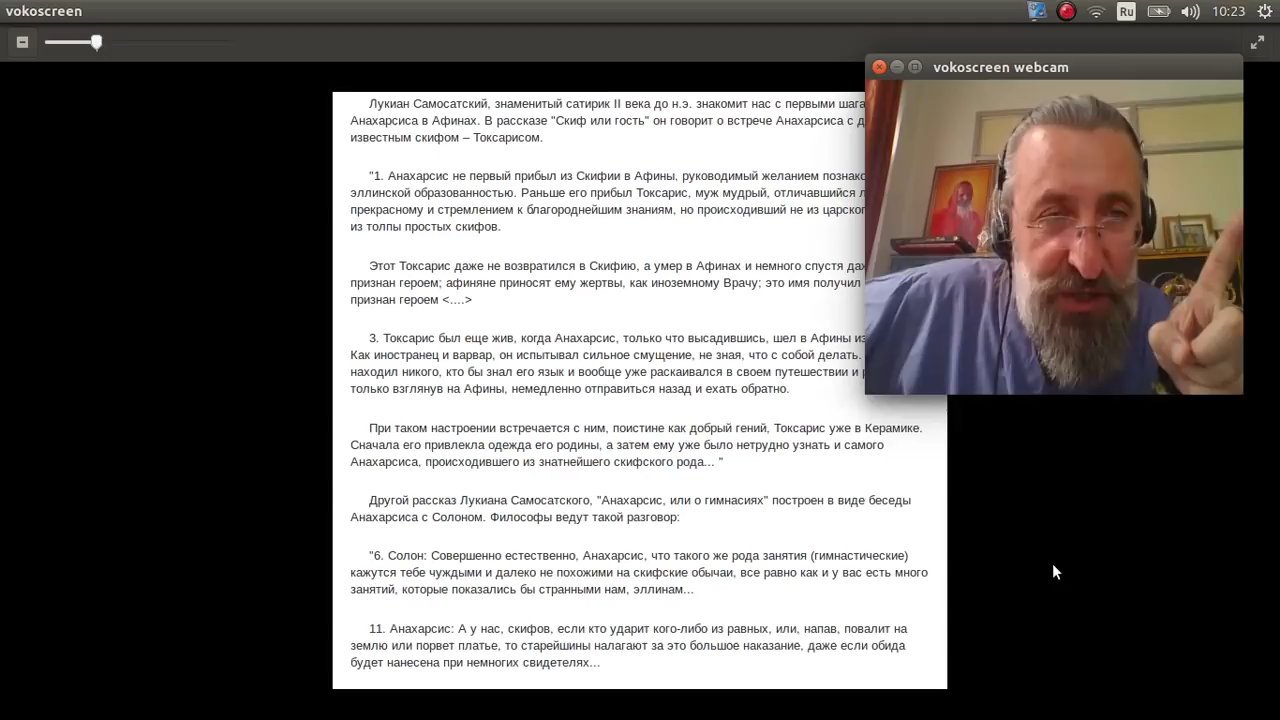 vokoscreen
Ru
10:23
vokoscreen webcam
Лукиан Самосатский, знаменитый сатирик II века до н.э. знакомит нас с первыми
Анахарсиса в Афинах. В рассказе "Скиф или гость" он говорит о встрече Анахарсиса с
известным скифом – Токсарисом.
"1. Анахарсис не первый прибыл из Скифии в Афины, руководимый желанием
эллинской образованностью. Раньше его прибыл Токсарис, муж мудрый, отличавшийся
прекрасному и стремлением к благороднейшим знаниям, но происходивший не из
из толпы простых скифов.
Этот Токсарис даже не возвратился в Скифию, а умер в Афинах и немного спустя
признан героем; афиняне приносят ему жертвы, как иноземному Врачу; это имя получил
признан героем <....>
3. Токсарис был еще жив, когда Анахарсис, только что высадившись, шел в Афины
Как иностранец и варвар, он испытывал сильное смущение, не зная, что с собой делать.
находил никого, кто бы знал его язык и вообще уже раскаивался в своем путешествии и
только взглянув на Афины, немедленно отправиться назад и ехать обратно.
При таком настроении встречается с ним, поистине как добрый гений, Токсарис уже в Керамике.
Сначала его привлекла одежда его родины, а затем ему уже было нетрудно узнать и самого
Анахарсиса, происходившего из знатнейшего скифского рода... "
Другой рассказ Лукиана Самосатского, "Анахарсис, или о гимнасиях" построен в виде беседы
Анахарсиса с Солоном. Философы ведут такой разговор:
"6. Солон: Совершенно естественно, Анахарсис, что такого же рода занятия (гимнастические)
кажутся тебе чуждыми и далеко не похожими на скифские обычаи, все равно как и у вас есть много
занятий, которые показались бы странными нам, эллинам...
11. Анахарсис: А у нас, скифов, если кто ударит кого-либо из равных, или, напав, повалит на
землю или порвет платье, то старейшины налагают за это большое наказание, даже если обида
будет нанесена при немногих свидетелях...